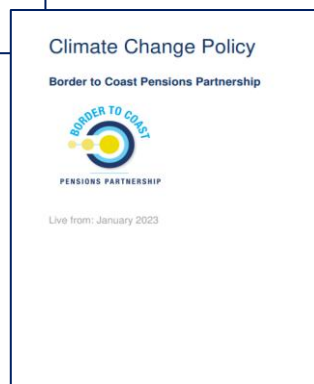 Climate Change Policy
Border to Coast Pensions Partnership
BORDER TO COAST
PENSIONS PARTNERSHIP
Live from: January 2023